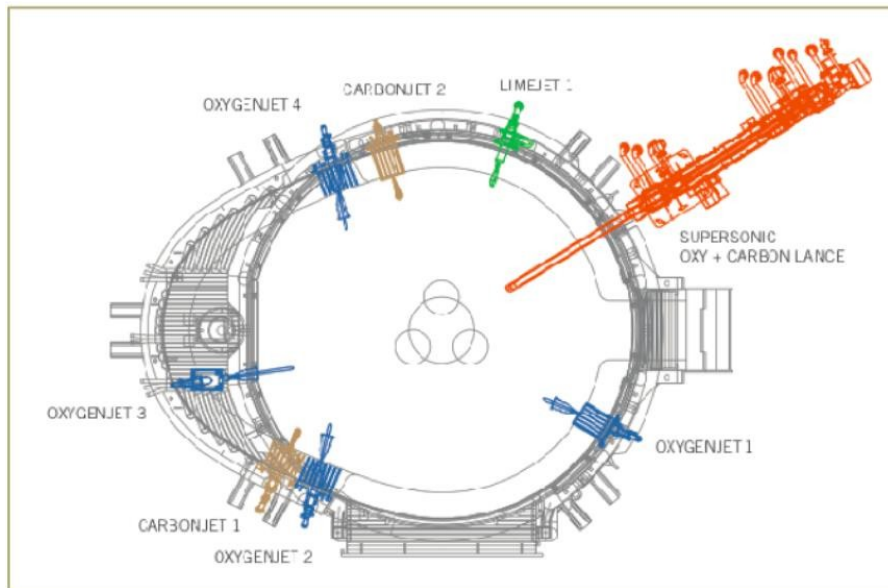 OXYGENJET 4
CARBONJET 2
LIMEJET 1
SUPERSONIC
OXY + CARBON LANCE
OXYGENJET 3
OXYGENJET 1
CARBONJET 1
OXYGENJET 2